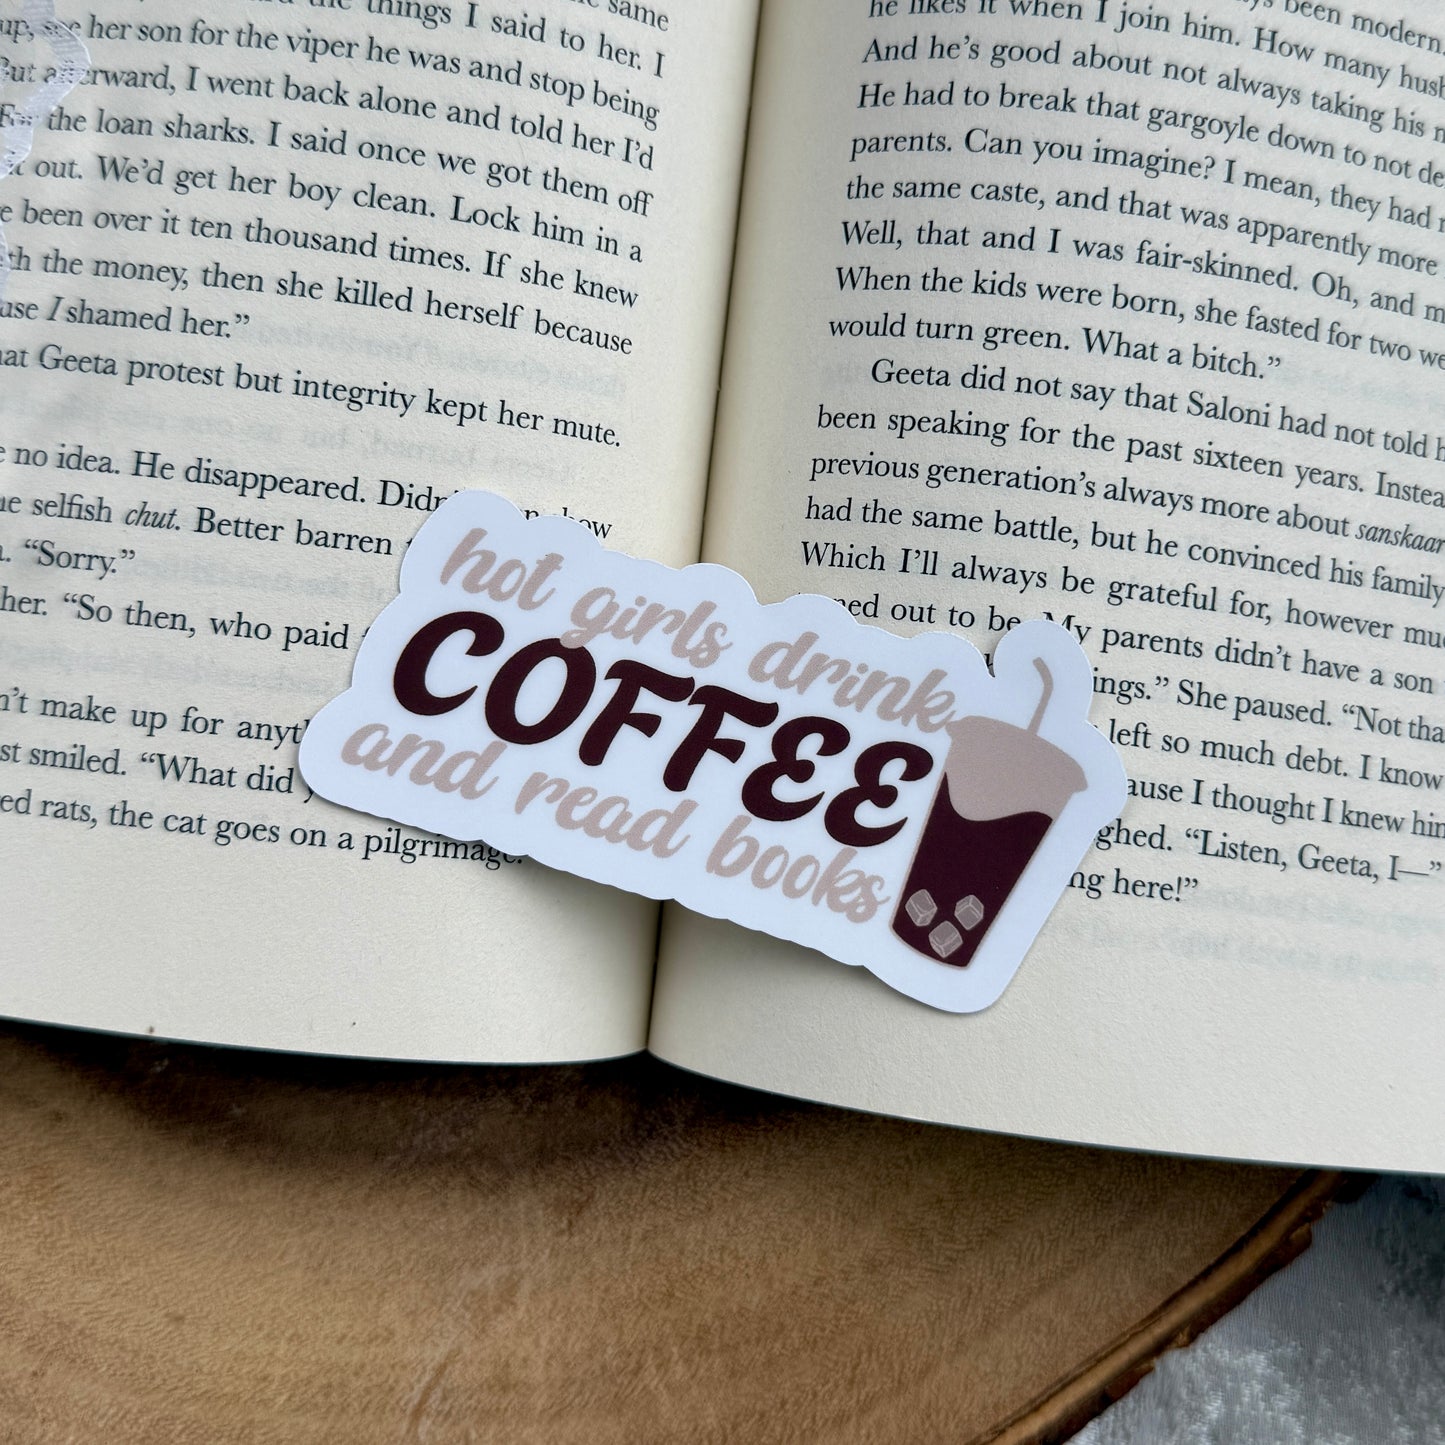 the things I said to her. I
her son for the viper he was and stop being
afterward, I went back alone and told her I'd
the loan sharks. I said once we got them off
out. We'd get her boy clean. Lock him in a
been over it ten thousand times. If she knew
the money, then she killed herself because
I shamed her."
Geeta protest but integrity kept her mute.
no idea. He disappeared.
selfish chut. Better barren
"Sorry."
her. "So then, who paid
make up for
smiled. "What did
rats, the cat goes on a pilgrimage.
hot girls drink
COFFEE
and read books
been modern.
he likes it when I join him. How many
And he's good about not always taking his
He had to break that gargoyle down to not
parents. Can you imagine? I mean, they had
the same caste, and that was apparently more
Well, that and I was fair-skinned. Oh, and
When the kids were born, she fasted for two
would turn green. What a bitch."
Geeta did not say that Saloni had not told
been speaking for the past sixteen years.
previous generation's always more about sanskaar
had the same battle, but he convinced his family
Which I'll always be grateful for, however
out to be. My parents didn't have a son
She paused. "Not
left so much debt. I know
I thought I knew
"Listen, Geeta, I—"
here!"